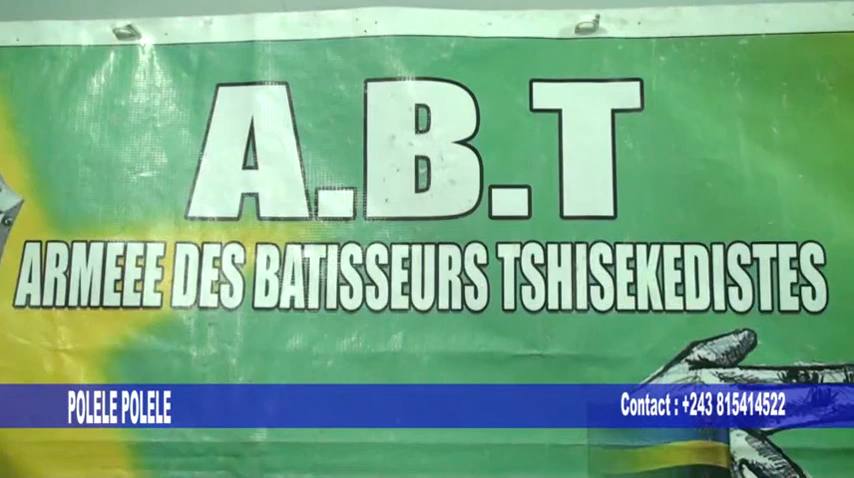 A.B.T
ARMEEE DES BATISSEURS TSHISEKEDISTES
POLELE POLELE
Contact : +243 815414522